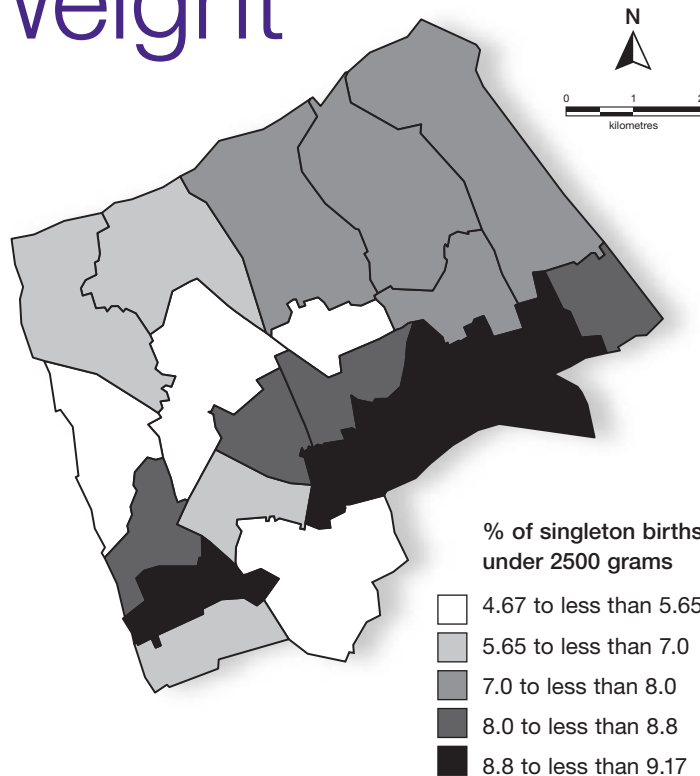 N
0 1 2
kilometres
% of singleton births
under 2500 grams
4.67 to less than 5.65
5.65 to less than 7.0
7.0 to less than 8.0
8.0 to less than 8.8
8.8 to less than 9.17